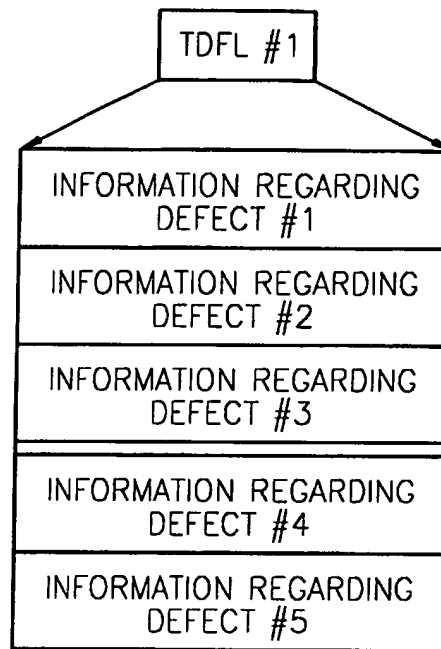 TDFL #1
INFORMATION REGARDING
DEFECT #1
INFORMATION REGARDING
DEFECT #2
INFORMATION REGARDING
DEFECT #3
INFORMATION REGARDING
DEFECT #4
INFORMATION REGARDING
DEFECT #5